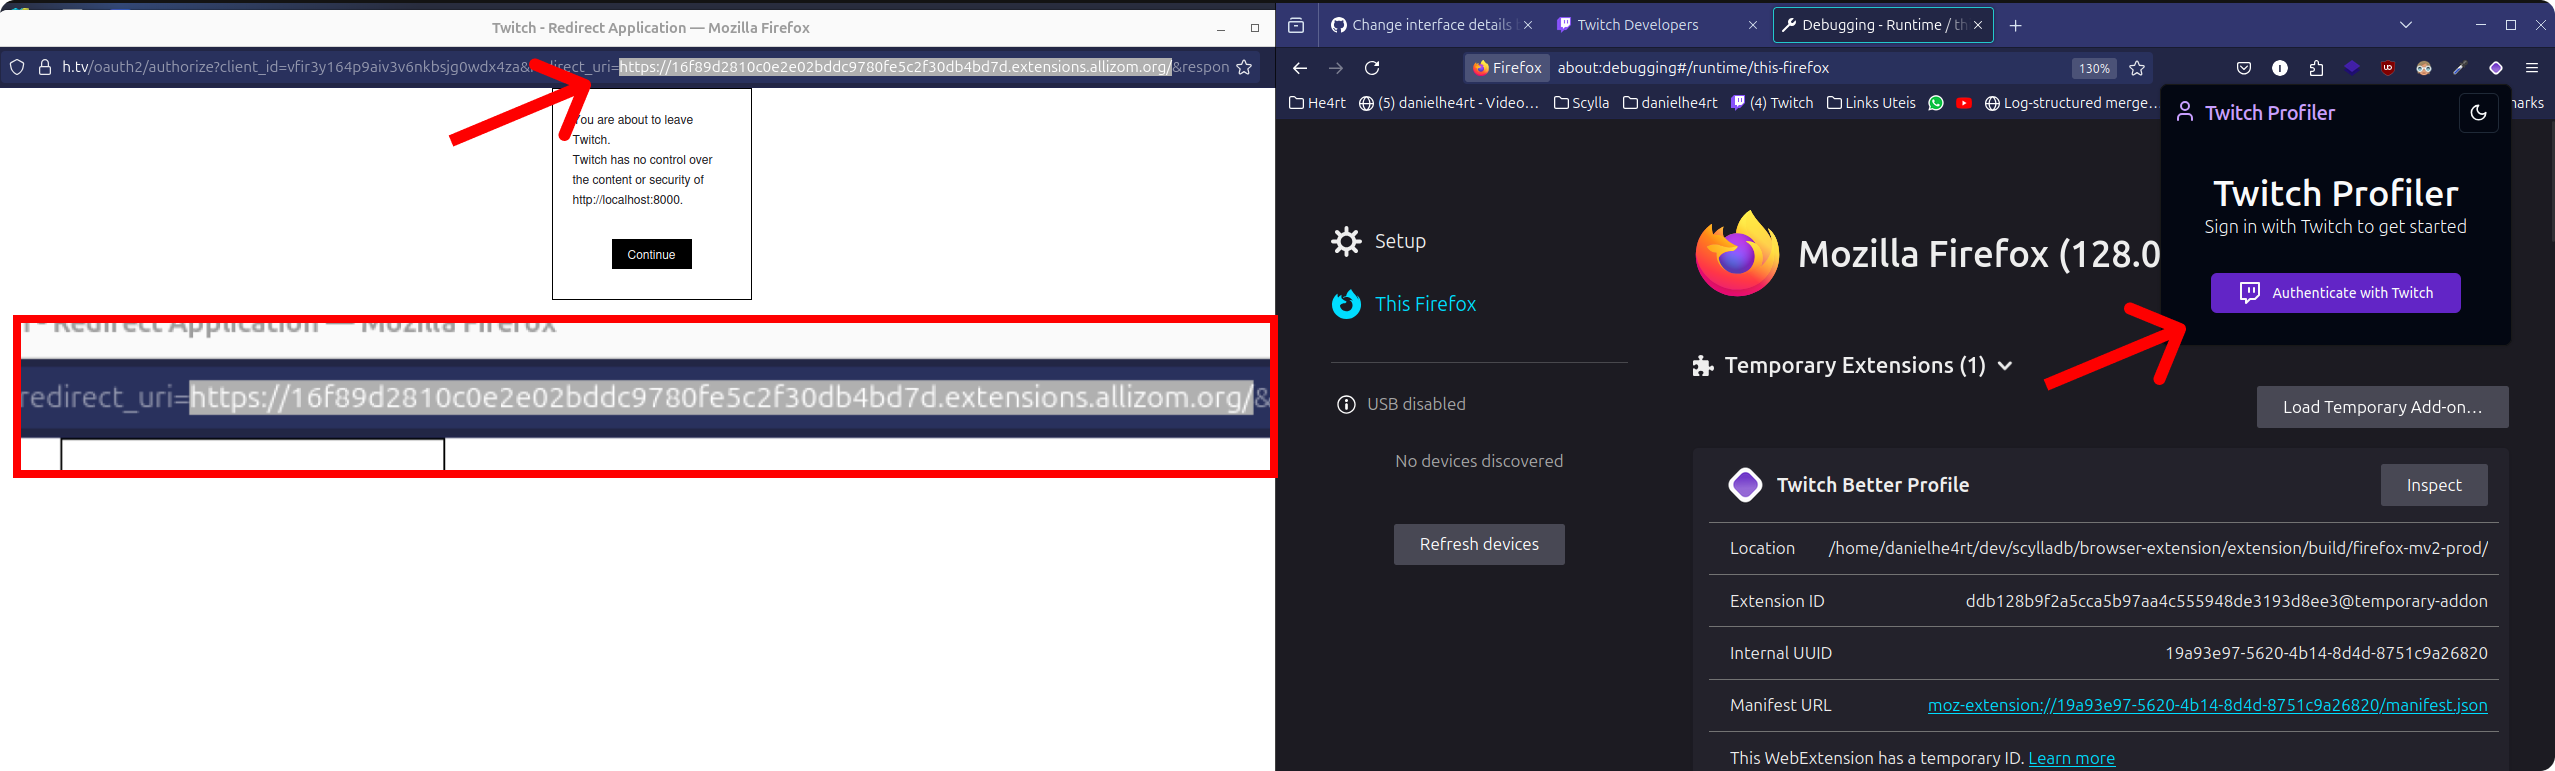 Twitch - Redirect Application — Mozilla Firefox
h.tv/oauth2/authorize?client_id=vfir3y164p9aiv3v6nkbsjg0wdx4za& direct_uri=https://16f89d2810c0e2e02bddc9780fe5c2f30db4bd7d.extensions.allizom.org/&respon
You are about to leave
Twitch.
Twitch has no control over
the content or security of
http://localhost:8000.
Continue
- Redirect Application — Mozilla Firefox
redirect_uri=https://16f89d2810c0e2e02bddc9780fe5c2f30db4bd7d.extensions.allizom.org/&
Change interface details
Twitch Developers
Debugging - Runtime / th
Firefox
about:debugging#/runtime/this-firefox
130%
He4rt
(5) danielhe4rt - Video...
Scylla
danielhe4rt
(4) Twitch
Links Uteis
Log-structured merge...
marks
Setup
This Firefox
USB disabled
No devices discovered
Refresh devices
Mozilla Firefox (128.0
Temporary Extensions (1)
Load Temporary Add-on...
Twitch Better Profile
Inspect
Location /home/danielhe4rt/dev/scylladb/browser-extension/extension/build/firefox-mv2-prod/
Extension ID ddb128b9f2a5cca5b97aa4c555948de3193d8ee3@temporary-addon
Internal UUID 19a93e97-5620-4b14-8d4d-8751c9a26820
Manifest URL moz-extension://19a93e97-5620-4b14-8d4d-8751c9a26820/manifest.json
This WebExtension has a temporary ID. Learn more
Twitch Profiler
Twitch Profiler
Sign in with Twitch to get started
Authenticate with Twitch